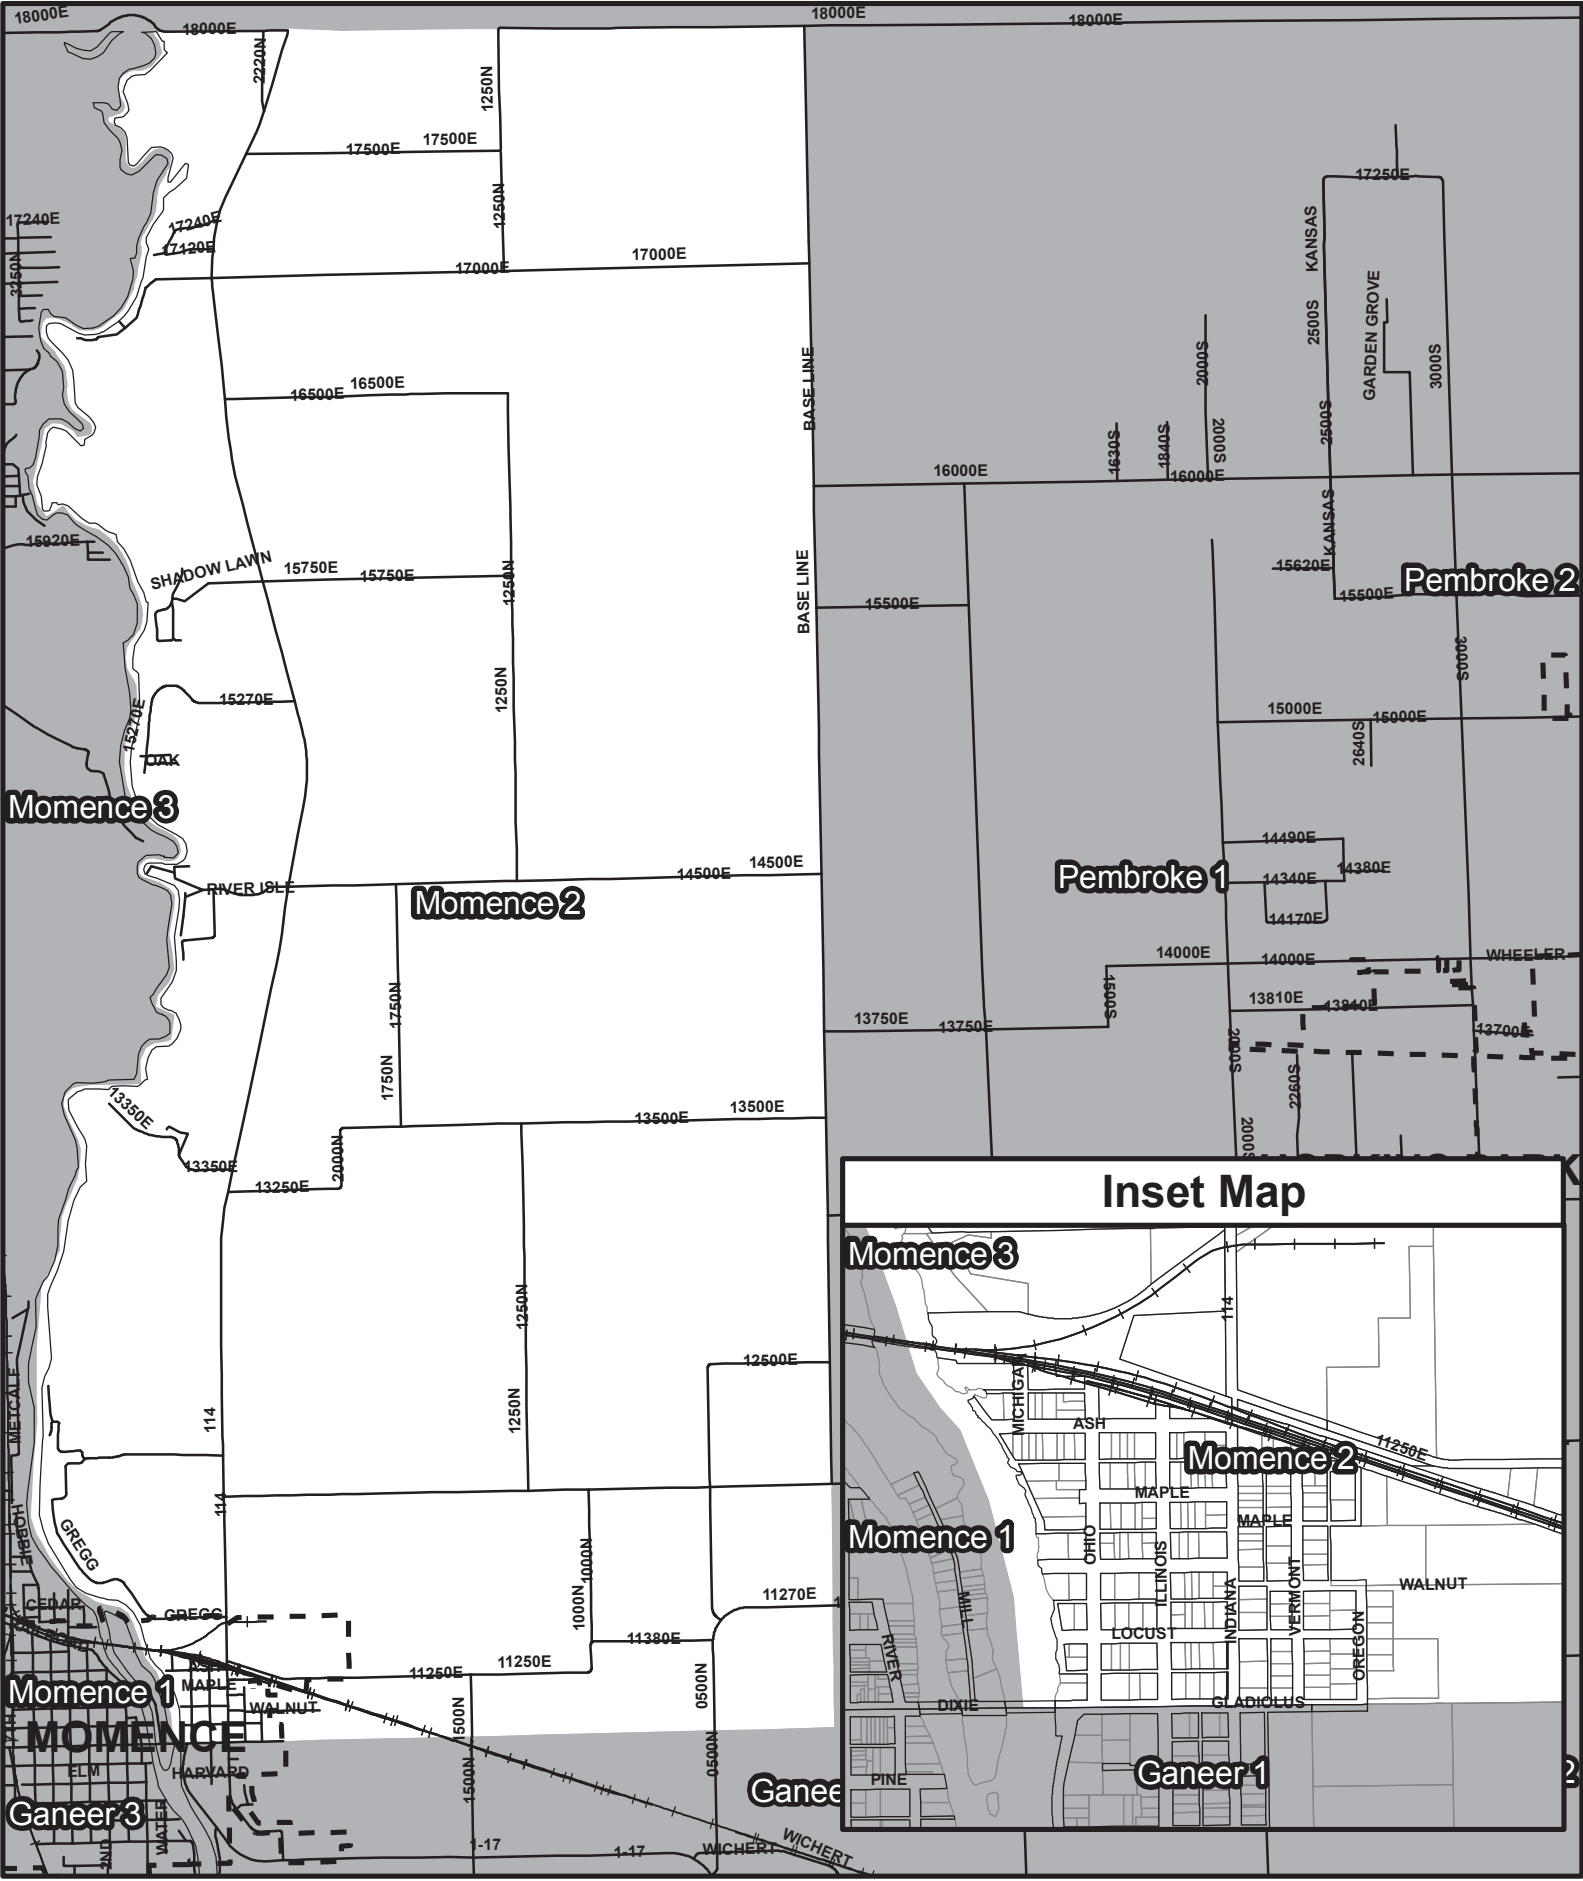 18000E
18000E
18000E
18000E
2220N
1250N
17500E
17500E
17250E
1250N
KANSAS
17240E
17240E
17120E
3250N
17000E
17000E
2500S
GARDEN GROVE
2000S
3000S
BASE LINE
16500E
16500E
2500S
1630S
1840S
2000S
16000E
16000E
KANSAS
15920E
SHADOW LAWN
15750E
15750E
1250N
BASE LINE
15620E
Pembroke 2
15500E
15500E
3000S
1250N
15270E
15270E
15000E
15000E
2640S
OAK
Momence 3
14490E
14500E
14500E
14380E
Pembroke 1
14340E
RIVER ISLE
Momence 2
14170E
14000E
14000E
WHEELER
1750N
1500S
13810E
13810E
13750E
13750E
13700E
2000S
1750N
2260S
13350E
13500E
13500E
2000S
2000N
13350E
13250E
Inset Map
Momence 3
1250N
114
12500E
METCALF
MICHIGAN
114
1250N
ASH
11250E
Momence 2
114
MAPLE
MAPLE
HOBBIE
GREGG
Momence 1
OHIO
ILLINOIS
1000N
1000N
VERMONT
INDIANA
WALNUT
11270E
MILL
CEDAR
GREGG
RAILROAD
LOCUST
OREGON
11380E
RIVER
11250E
11250E
ASH
MAPLE
Momence 1
0500N
WALNUT
1500N
DIXIE
GLADIOLUS
MOMENCE
0500N
1500N
ELM
HARVARD
PINE
Ganeer 1
2
Ganee
Ganeer 3
WATER
2ND
1-17
1-17
WICHERT
WICHERT